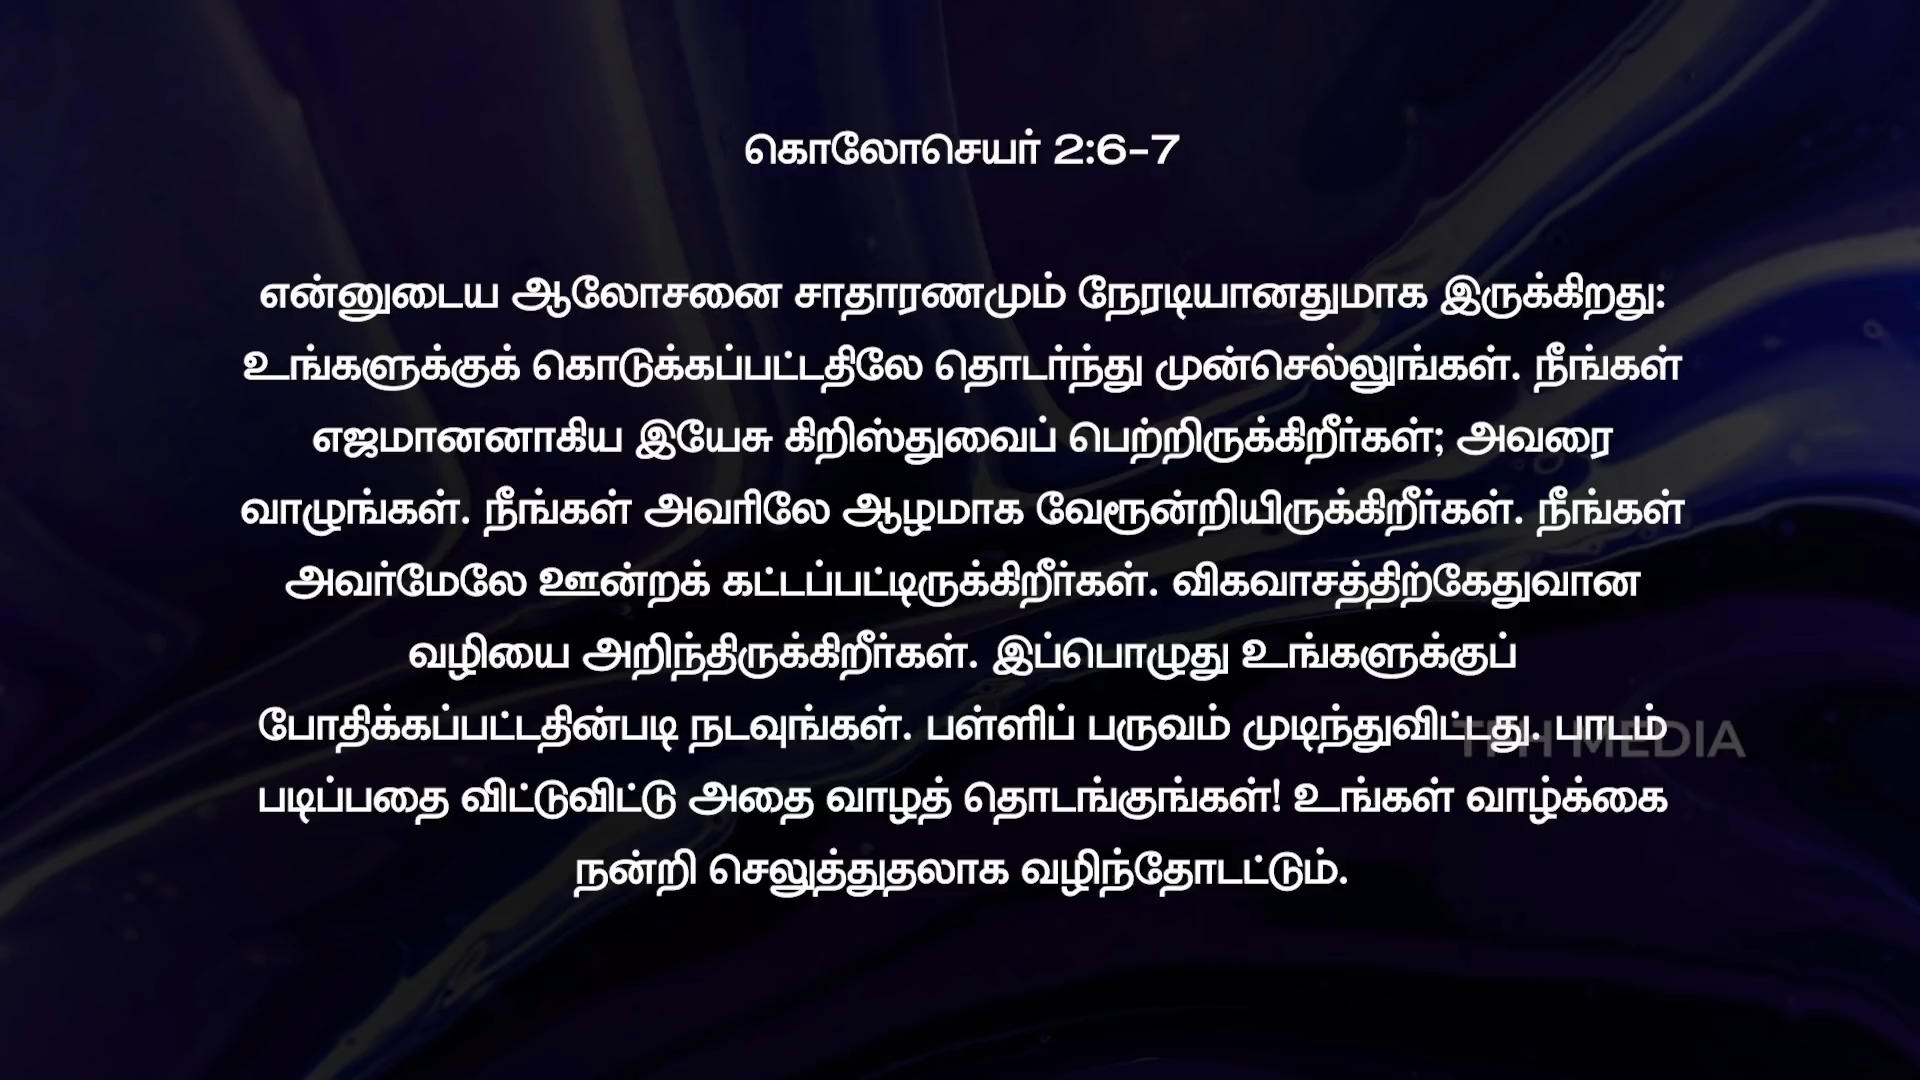 கொலோசெயர் 2:6-7
என்னுடைய ஆலோசனை சாதாரணமும் நேரடியானதுமாக இருக்கிறது:
உங்களுக்குக் கொடுக்கப்பட்டதிலே தொடர்ந்து முன்செல்லுங்கள். நீங்கள்
எஜமானனாகிய இயேசு கிறிஸ்துவைப் பெற்றிருக்கிறீர்கள்; அவரை
வாழுங்கள். நீங்கள் அவரிலே ஆழமாக வேரூன்றியிருக்கிறீர்கள். நீங்கள்
அவர்மேலே ஊன்றக் கட்டப்பட்டிருக்கிறீர்கள். விகவாசத்திற்கேதுவான
வழியை அறிந்திருக்கிறீர்கள். இப்பொழுது உங்களுக்குப்
போதிக்கப்பட்டதின்படி நடவுங்கள். பள்ளிப் பருவம் முடிந்துவிட்டது. பாடம்
TFH MEDIA
படிப்பதை விட்டுவிட்டு அதை வாழத் தொடங்குங்கள்! உங்கள் வாழ்க்கை
நன்றி செலுத்துதலாக வழிந்தோடட்டும்.